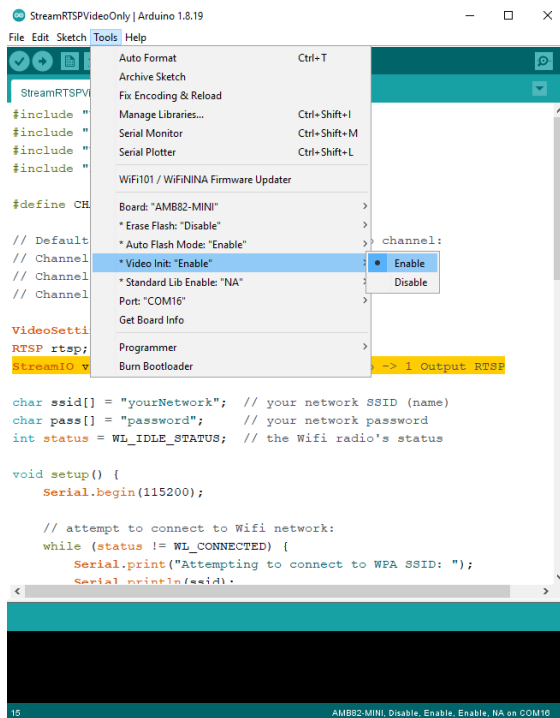 StreamRTSPVideoOnly | Arduino 1.8.19
File Edit Sketch Tools Help
StreamRTSPVi
Auto Format Ctrl+T
Archive Sketch
Fix Encoding & Reload
Manage Libraries... Ctrl+Shift+I
Serial Monitor Ctrl+Shift+M
Serial Plotter Ctrl+Shift+L
WiFi101 / WiFiNINA Firmware Updater
Board: "AMB82-MINI"
* Erase Flash: "Disable"
* Auto Flash Mode: "Enable"
* Video Init: "Enable"
* Standard Lib Enable: "NA"
Port: "COM16"
Get Board Info
Programmer
Burn Bootloader
Enable
Disable
#include "
#include "
#include "
#include "
#define CH
// Default channel:
// Channel
// Channel
// Channel
VideoSetti
RTSP rtsp;
StreamIO v -> 1 Output RTSP
char ssid[] = "yourNetwork"; // your network SSID (name)
char pass[] = "password"; // your network password
int status = WL_IDLE_STATUS; // the Wifi radio's status
void setup() {
Serial.begin(115200);
// attempt to connect to Wifi network:
while (status != WL_CONNECTED) {
Serial.print("Attempting to connect to WPA SSID: ");
Serial.println(ssid);
15 AMB82-MINI, Disable, Enable, Enable, NA on COM16